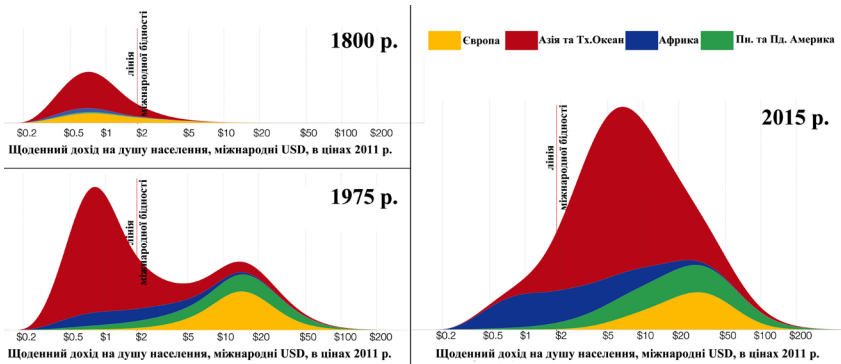 1800 р.
лінія
міжнародної бідності
$0.2 $0.5 $1 $2 $5 $10 $20 $50 $100 $200
Щоденний дохід на душу населення, міжнародні USD, в цінах 2011 р.
1975 р.
лінія
міжнародної бідності
$0.2 $0.5 $1 $2 $5 $10 $20 $50 $100 $200
Щоденний дохід на душу населення, міжнародні USD, в цінах 2011 р.
Європа Азія та Тх.Океан Африка Пн. та Пд. Америка
2015 р.
лінія
міжнародної бідності
$0.2 $0.5 $1 $2 $5 $10 $20 $50 $100 $200
Щоденний дохід на душу населення, міжнародні USD, в цінах 2011 р.